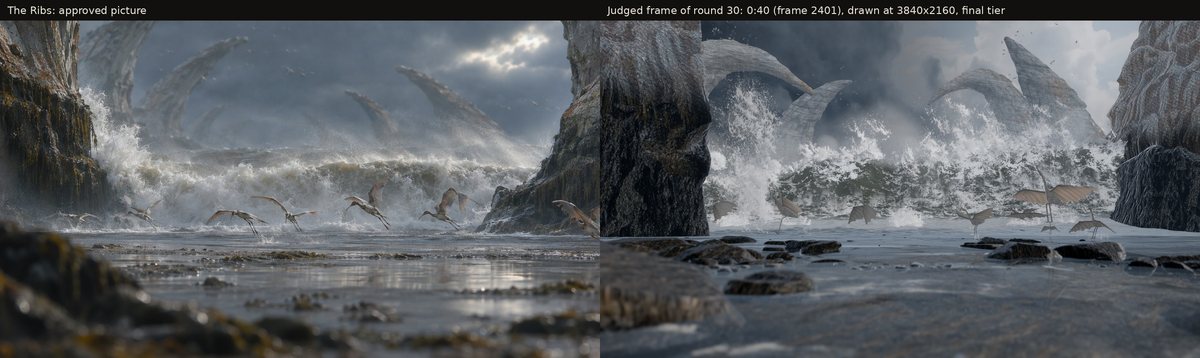 The Ribs: approved picture
Judged frame of round 30: 0:40 (frame 2401), drawn at 3840x2160, final tier